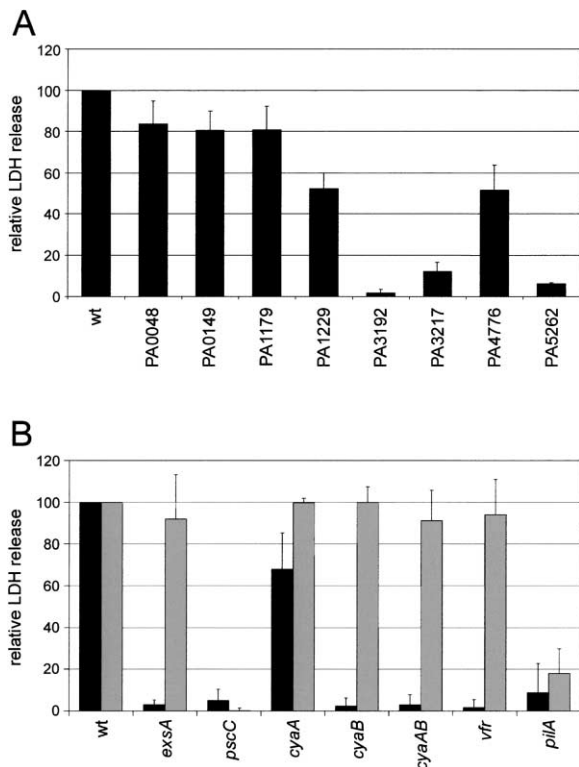 A
relative LDH release
120
100
80
60
40
20
0
wt
PA0048
PA0149
PA1179
PA1229
PA3192
PA3217
PA4776
PA5262
B
relative LDH release
120
100
80
60
40
20
0
wt
exsA
pscC
cyaA
cyaB
cyaAB
vfr
pilA